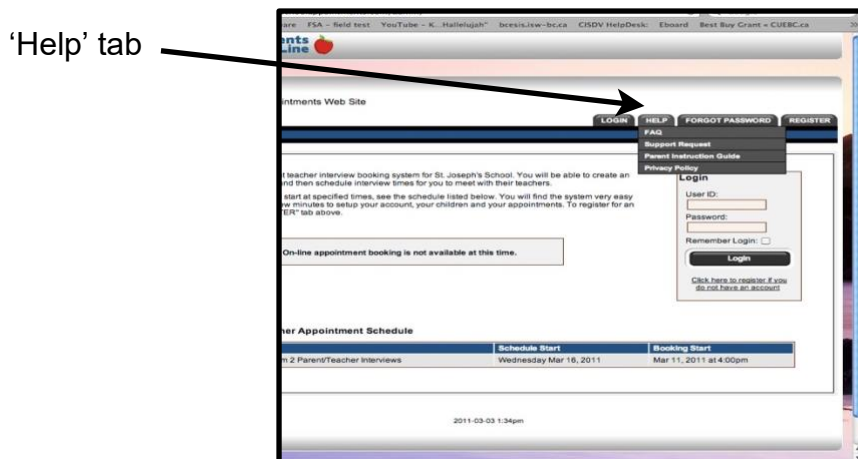 'Help' tab
FSA - field test YouTube - K...Hallelujah" bcesis.isw-bc.ca CISDV HelpDesk: Eboard Best Buy Grant « CUEBC.ca
Line
intments Web Site
LOGIN HELP FORGOT PASSWORD REGISTER
FAQ
Support Request
Parent Instruction Guide
Privacy Policy
t teacher interview booking system for St. Joseph's School. You will be able to create an
nd then schedule interview times for you to meet with their teachers.
start at specified times, see the schedule listed below. You will find the system very easy
ew minutes to setup your account, your children and your appointments. To register for an
TER" tab above.
On-line appointment booking is not available at this time.
Login
User ID:
Password:
Remember Login:
Login
Click here to register if you
do not have an account
her Appointment Schedule
Schedule Start Booking Start
m 2 Parent/Teacher Interviews Wednesday Mar 16, 2011 Mar 11, 2011 at 4:00pm
2011-03-03 1:34pm